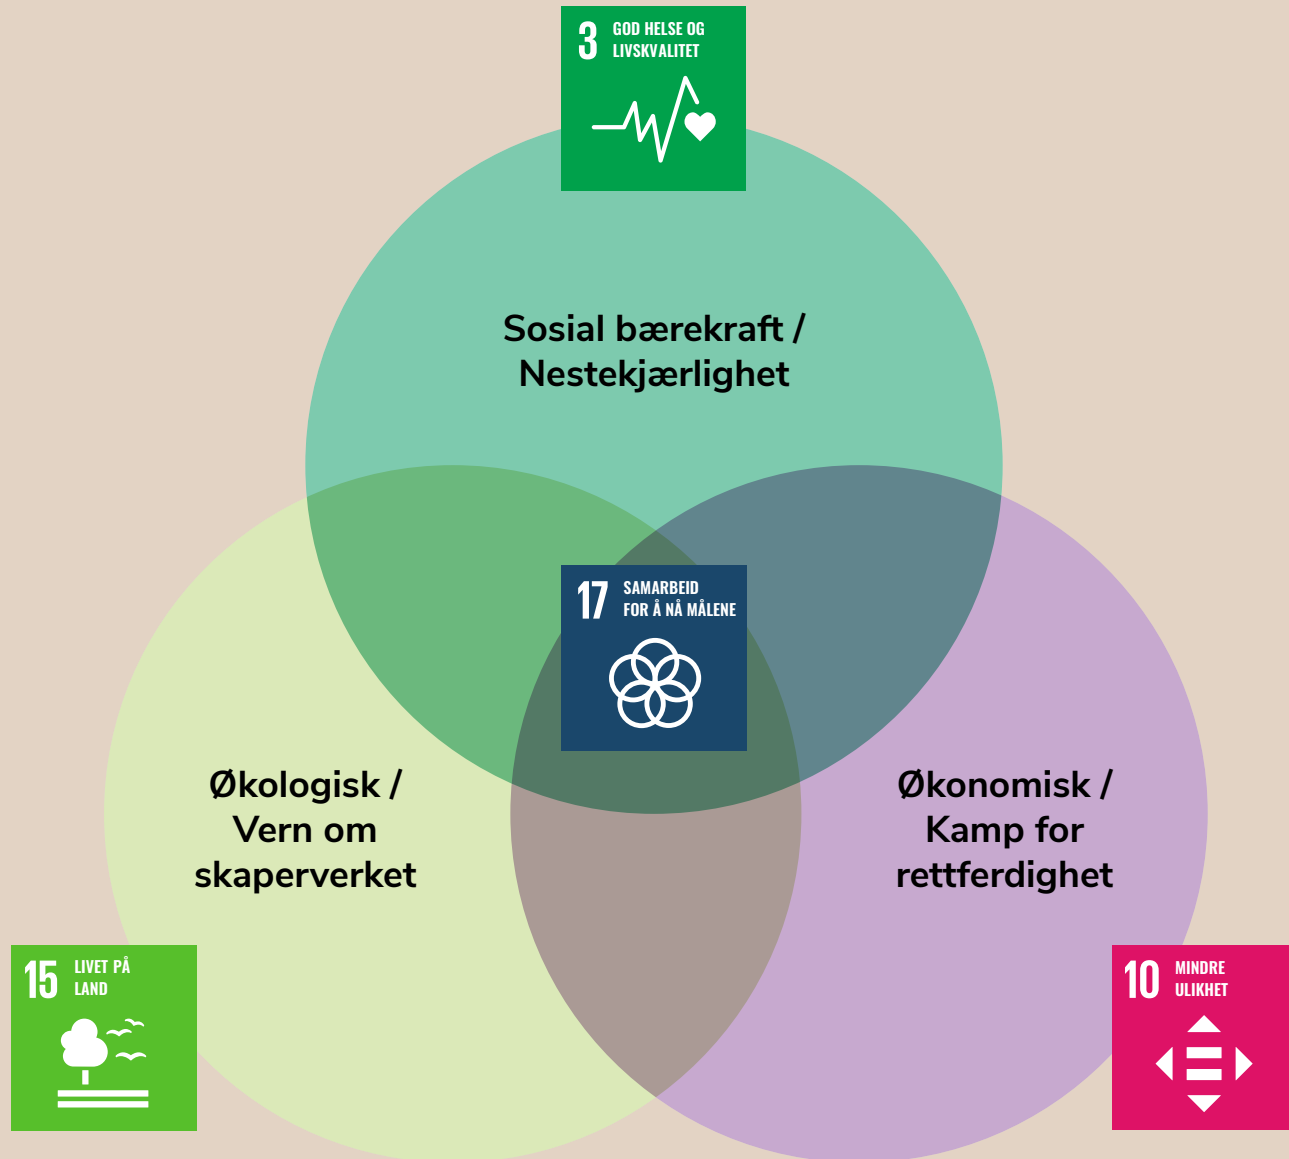 3 GOD HELSE OG
LIVSKVALITET
Sosial bærekraft /
Nestekjærlighet
17 SAMARBEID
FOR Å NÅ MÅLENE
Økologisk /
Vern om
skaperverket
Økonomisk /
Kamp for
rettferdighet
15 LIVET PÅ
LAND
10 MINDRE
ULIKHET